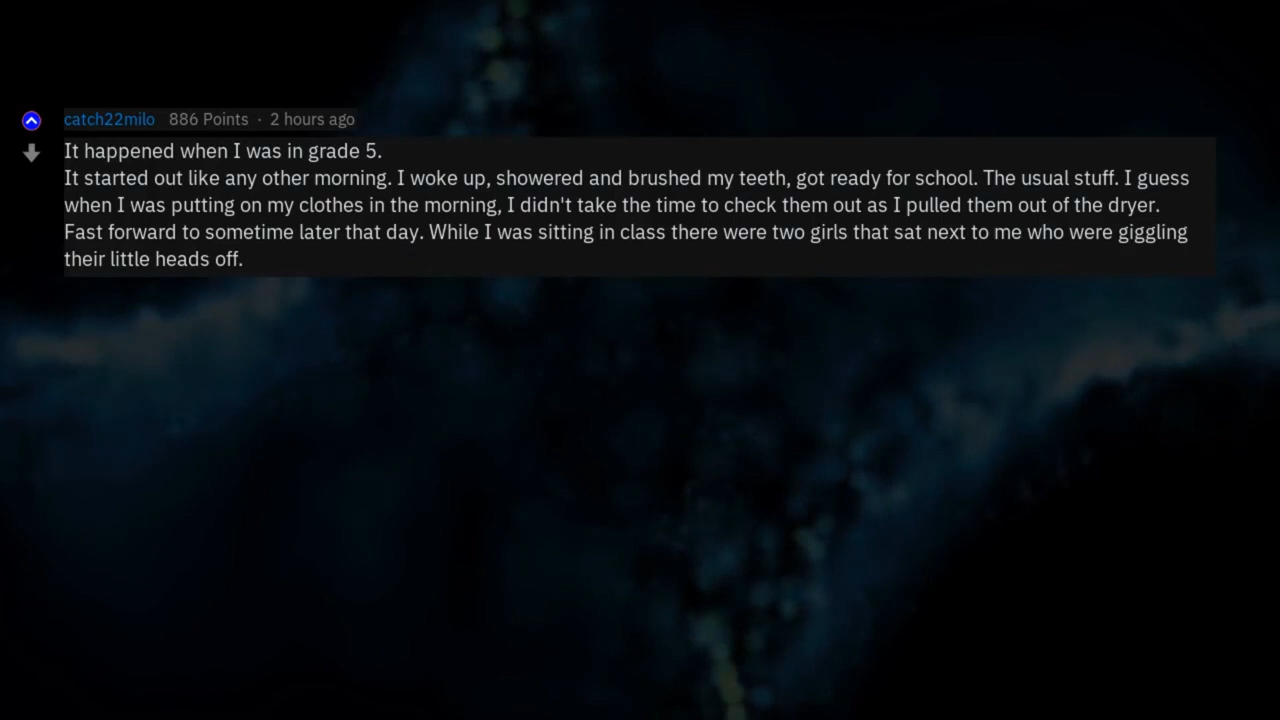 catch22milo 886 Points · 2 hours ago
It happened when I was in grade 5.
It started out like any other morning. I woke up, showered and brushed my teeth, got ready for school. The usual stuff. I guess
when I was putting on my clothes in the morning, I didn't take the time to check them out as I pulled them out of the dryer.
Fast forward to sometime later that day. While I was sitting in class there were two girls that sat next to me who were giggling
their little heads off.